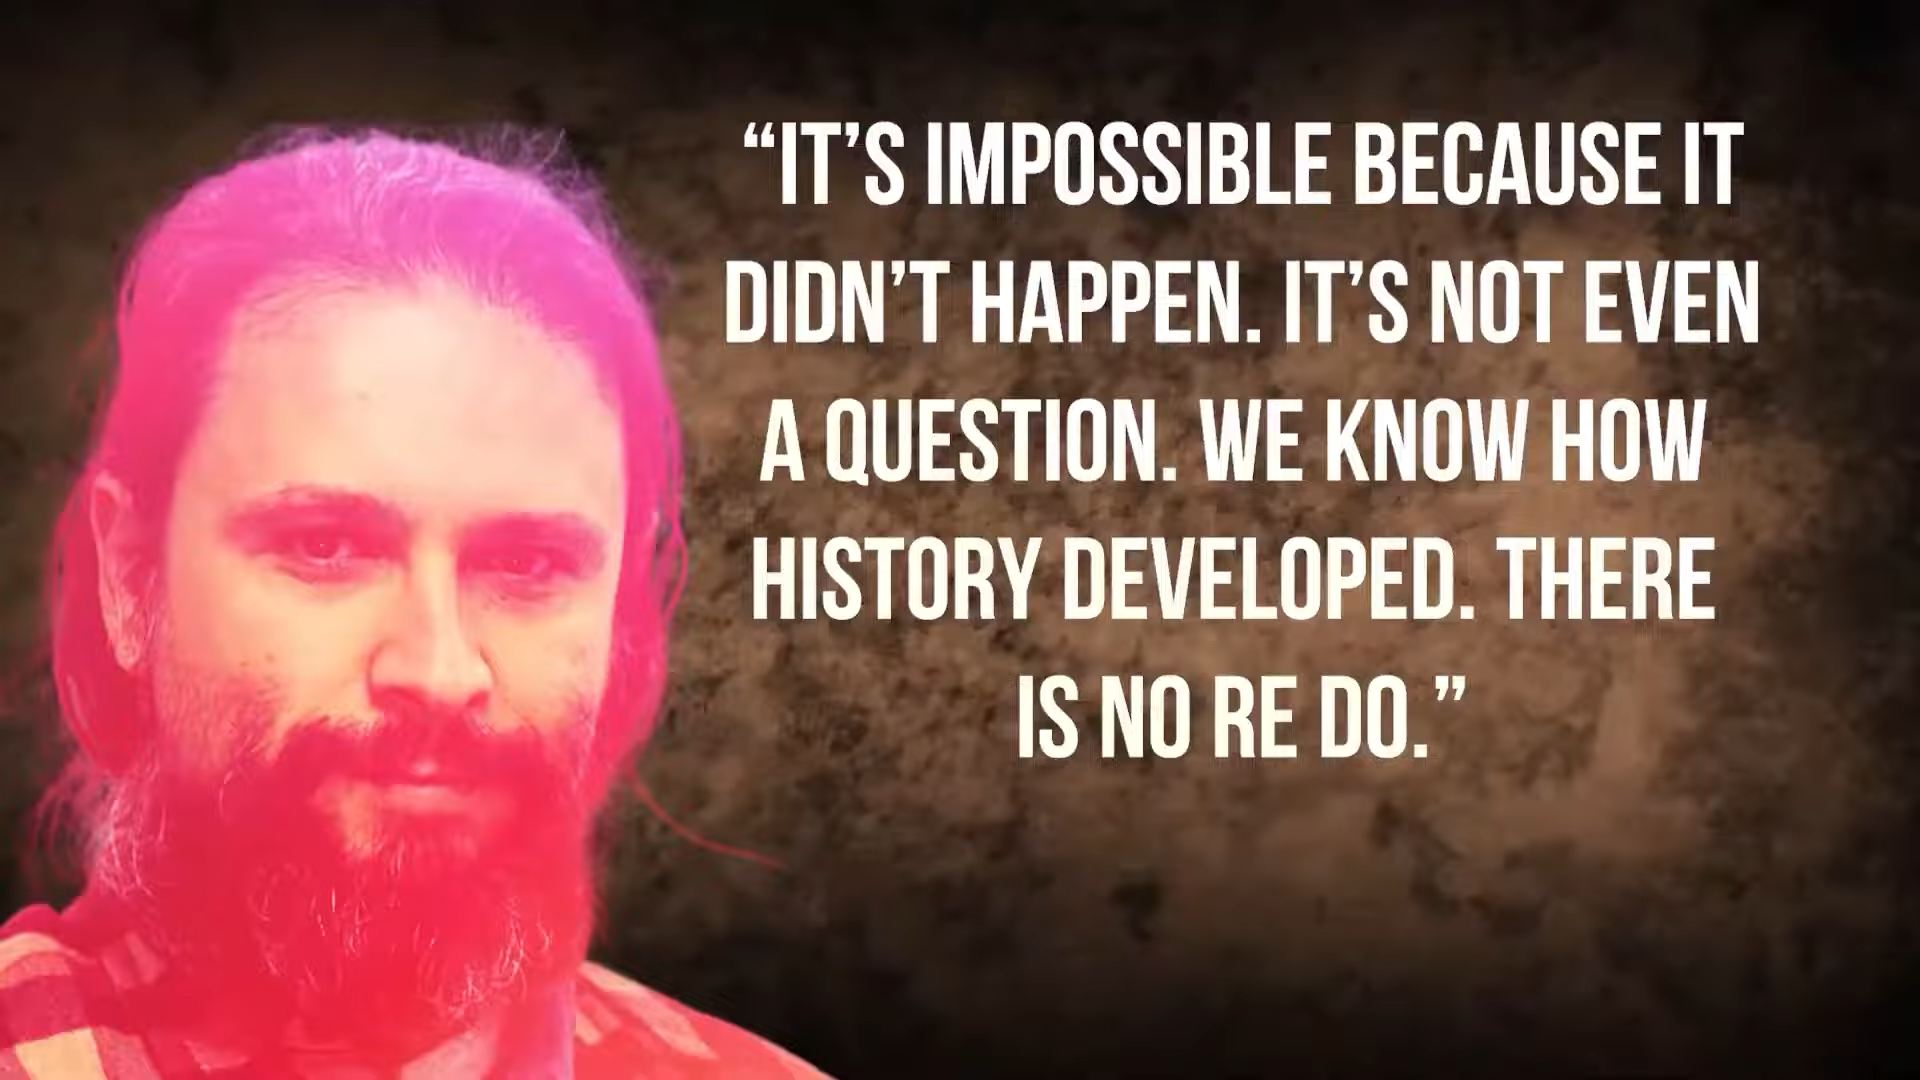 “IT’S IMPOSSIBLE BECAUSE IT
DIDN’T HAPPEN. IT’S NOT EVEN
A QUESTION. WE KNOW HOW
HISTORY DEVELOPED. THERE
IS NO RE DO.”